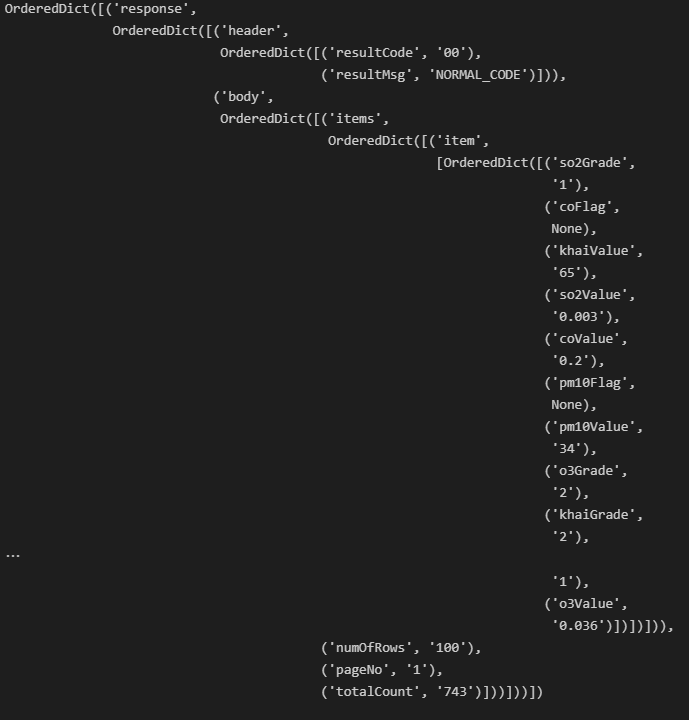 OrderedDict([('response',
OrderedDict([('header',
OrderedDict([('resultCode', '00'),
('resultMsg', 'NORMAL_CODE')])),
('body',
OrderedDict([('items',
OrderedDict([('item',
[OrderedDict([('so2Grade',
'1'),
('coFlag',
None),
('khaiValue',
'65'),
('so2Value',
'0.003'),
('coValue',
'0.2'),
('pm10Flag',
None),
('pm10Value',
'34'),
('o3Grade',
'2'),
('khaiGrade',
'2'),
...
'1'),
('o3Value',
'0.036')])])])),
('numOfRows', '100'),
('pageNo', '1'),
('totalCount', '743')]))]))])